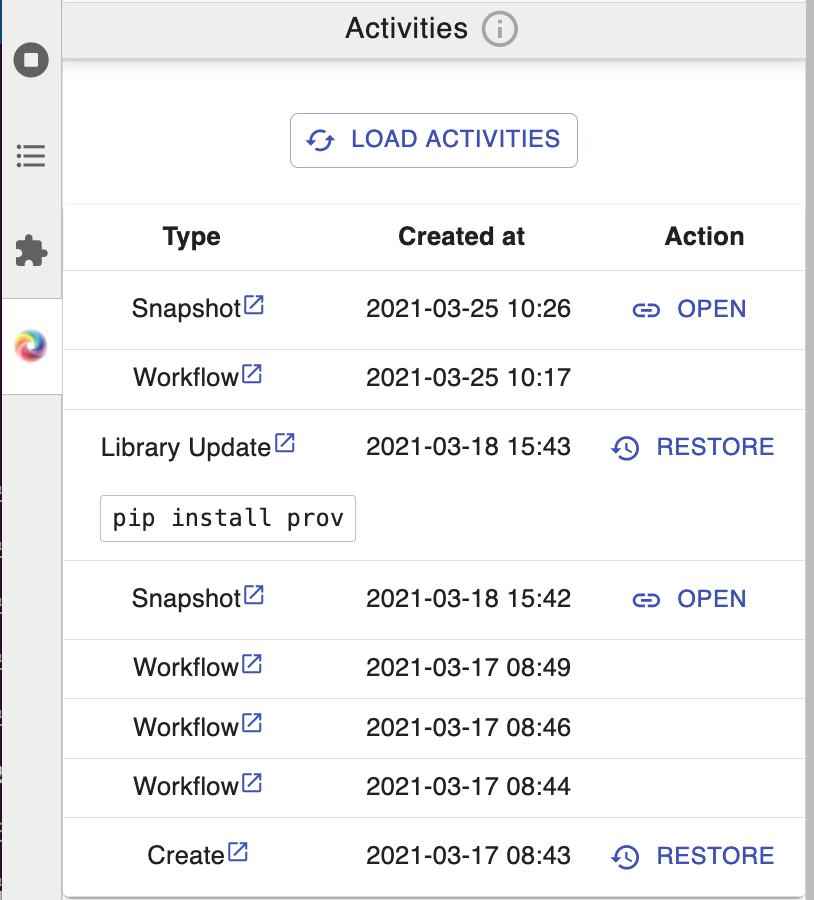 Activities
LOAD ACTIVITIES
Type Created at Action
Snapshot 2021-03-25 10:26 OPEN
Workflow 2021-03-25 10:17
Library Update 2021-03-18 15:43 RESTORE
pip install prov
Snapshot 2021-03-18 15:42 OPEN
Workflow 2021-03-17 08:49
Workflow 2021-03-17 08:46
Workflow 2021-03-17 08:44
Create 2021-03-17 08:43 RESTORE